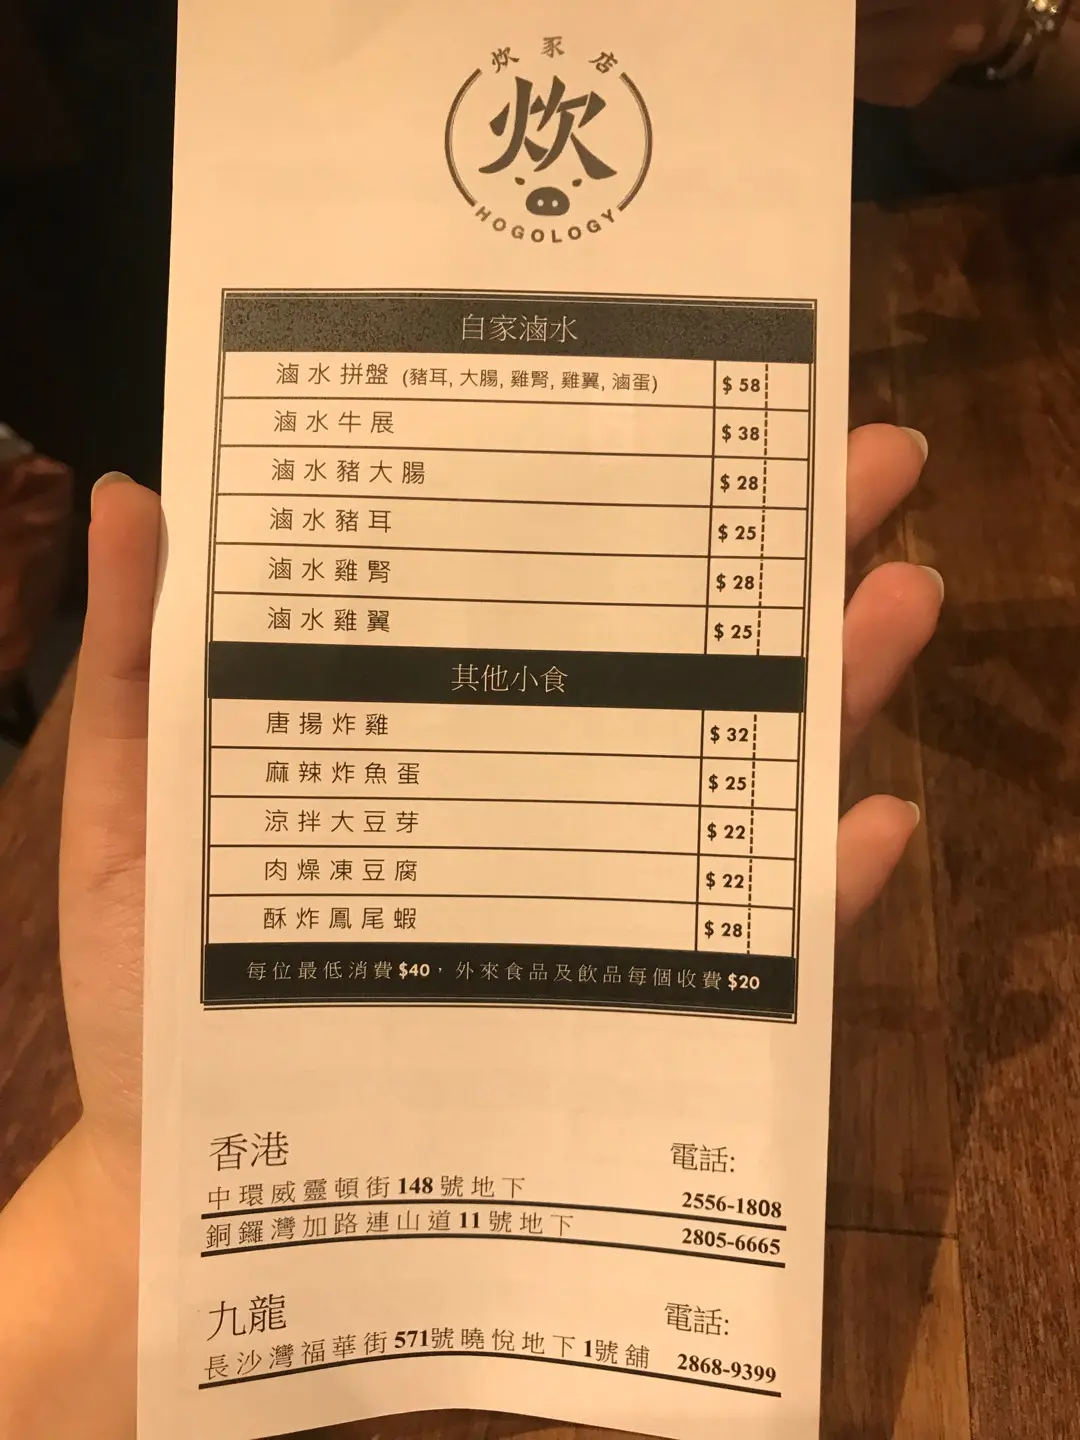 炊豕店
炊
HOGOLOGY
自家滷水
滷水拼盤 (豬耳, 大腸, 雞腎, 雞翼, 滷蛋) $ 58
滷水牛展 $ 38
滷水豬大腸 $ 28
滷水豬耳 $ 25
滷水雞腎 $ 28
滷水雞翼 $ 25
其他小食
唐揚炸雞 $ 32
麻辣炸魚蛋 $ 25
涼拌大豆芽 $ 22
肉燥凍豆腐 $ 22
酥炸鳳尾蝦 $ 28
每位最低消費$40，外來食品及飲品每個收費$20
香港 電話:
中環威靈頓街148號地下 2556-1808
銅鑼灣加路連山道11號地下 2805-6665
九龍 電話:
長沙灣福華街571號曉悅地下1號舖 2868-9399